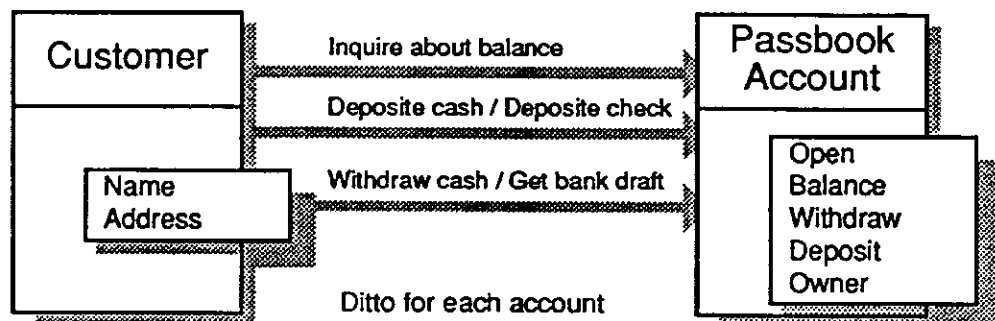 Customer
Name
Address
Inquire about balance
Deposite cash / Deposite check
Withdraw cash / Get bank draft
Ditto for each account
Passbook
Account
Open
Balance
Withdraw
Deposit
Owner